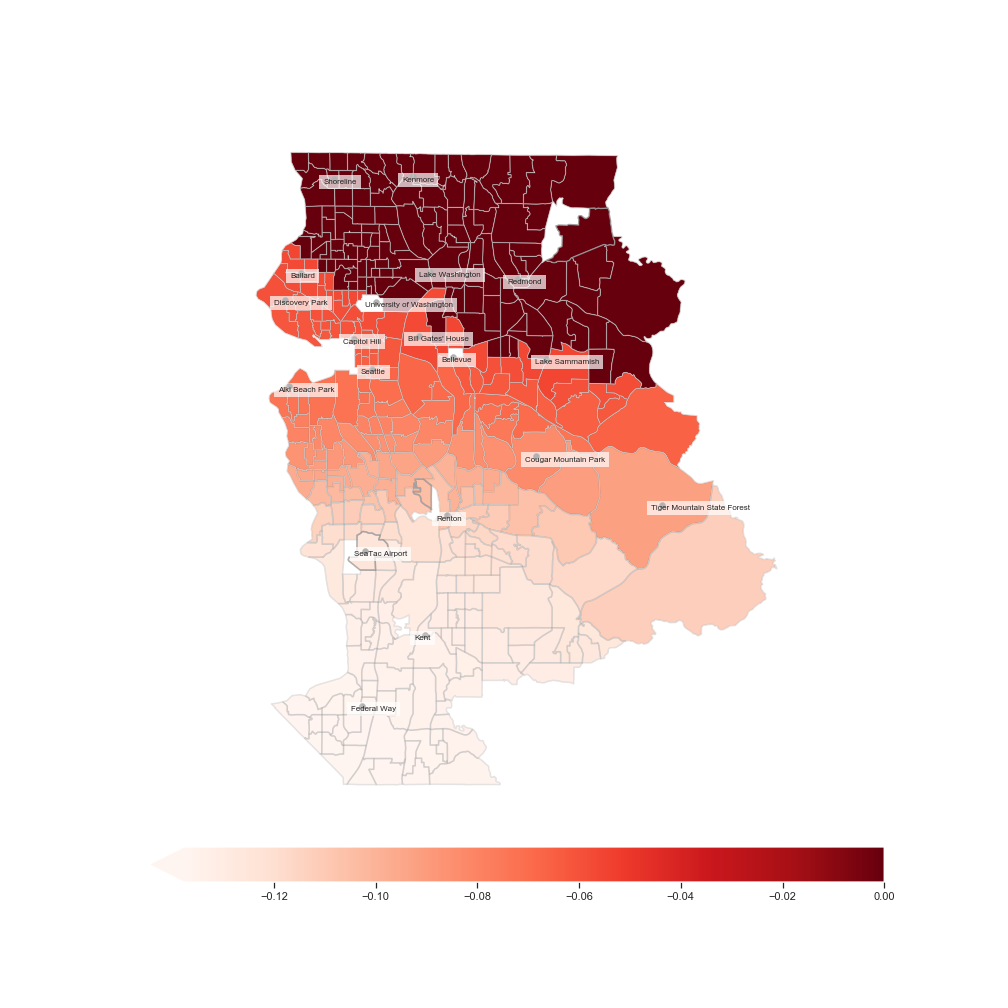 Shoreline
Kenmore
Ballard
Lake Washington
Redmond
Discovery Park
University of Washington
Capitol Hill
Bill Gates' House
Bellevue
Lake Sammamish
Seattle
Alki Beach Park
Cougar Mountain Park
Tiger Mountain State Forest
Renton
SeaTac Airport
Kent
Federal Way
−0.12 −0.10 −0.08 −0.06 −0.04 −0.02 0.00